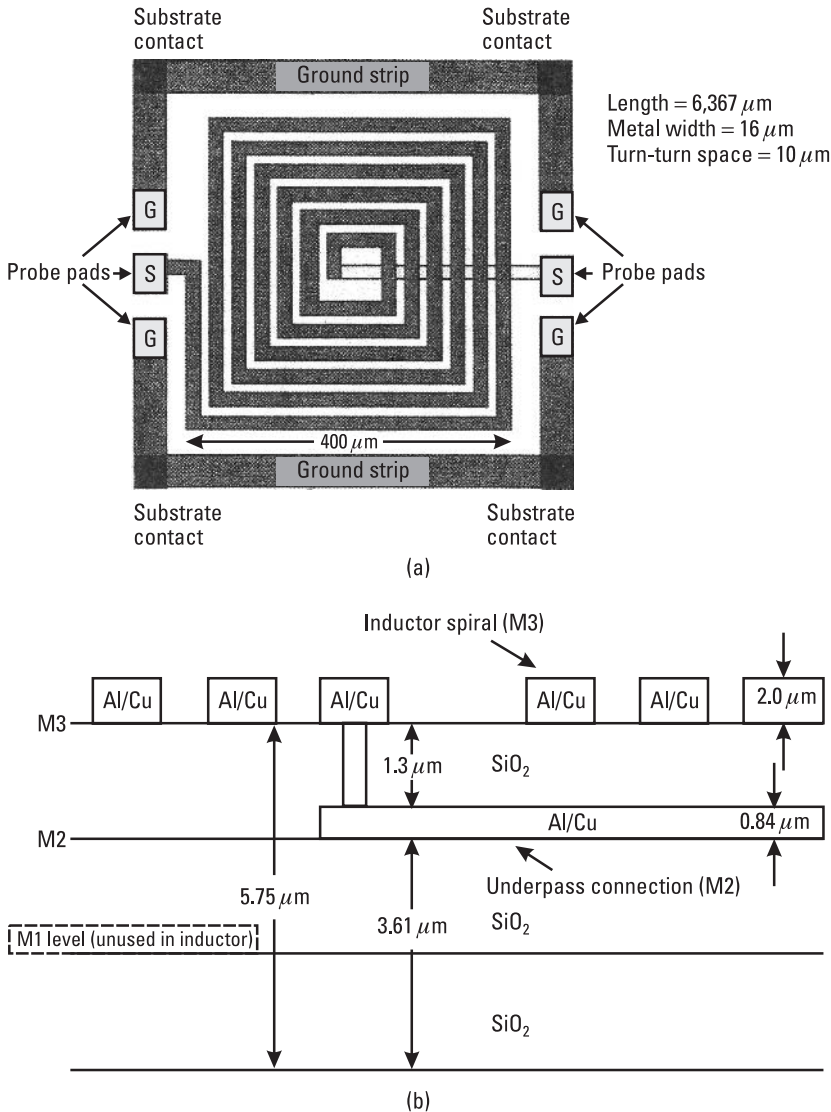 Substrate
contact
Substrate
contact
Ground strip
Length = 6,367 μm
Metal width = 16 μm
Turn-turn space = 10 μm
G
G
Probe pads
S
S
Probe pads
G
G
400 μm
Ground strip
Substrate
contact
Substrate
contact
(a)
Inductor spiral (M3)
Al/Cu
Al/Cu
Al/Cu
Al/Cu
Al/Cu
2.0 μm
M3
1.3 μm
SiO₂
Al/Cu
0.84 μm
M2
Underpass connection (M2)
5.75 μm
3.61 μm
SiO₂
M1 level (unused in inductor)
SiO₂
(b)